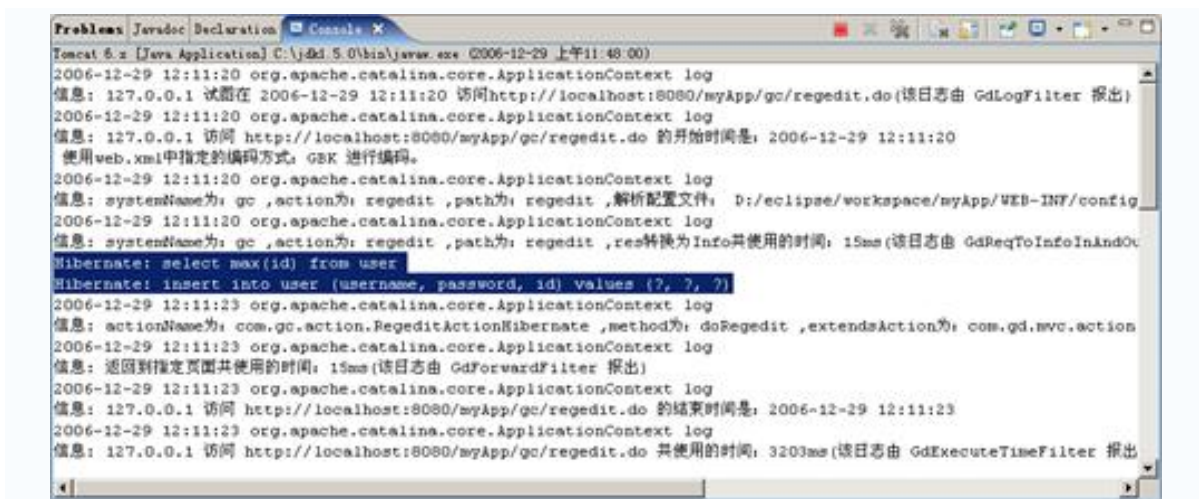 Problems Javadoc Declaration Console
Tomcat 6.x [Java Application] C:\jdk1.5.0\bin\javaw.exe (2006-12-29 上午11:48:00)
2006-12-29 12:11:20 org.apache.catalina.core.ApplicationContext log
信息: 127.0.0.1 试图在 2006-12-29 12:11:20 访问http://localhost:8080/myApp/gc/regedit.do(该日志由 GdLogFilter 报出)
2006-12-29 12:11:20 org.apache.catalina.core.ApplicationContext log
信息: 127.0.0.1 访问 http://localhost:8080/myApp/gc/regedit.do 的开始时间是: 2006-12-29 12:11:20
使用web.xml中指定的编码方式: GBK 进行编码。
2006-12-29 12:11:20 org.apache.catalina.core.ApplicationContext log
信息: systemName为: gc ,action为: regedit ,path为: regedit ,解析配置文件: D:/eclipse/workspace/myApp/WEB-INF/config
2006-12-29 12:11:20 org.apache.catalina.core.ApplicationContext log
信息: systemName为: gc ,action为: regedit ,path为: regedit ,res转换为Info共使用的时间: 15ms(该日志由 GdReqToInfoInAndOu
Hibernate: select max(id) from user
Hibernate: insert into user (username, password, id) values (?, ?, ?)
2006-12-29 12:11:23 org.apache.catalina.core.ApplicationContext log
信息: actionName为: com.gc.action.RegeditActionHibernate ,method为: doRegedit ,extendsAction为: com.gd.mvc.action
2006-12-29 12:11:23 org.apache.catalina.core.ApplicationContext log
信息: 返回到指定页面共使用的时间: 15ms(该日志由 GdForwardFilter 报出)
2006-12-29 12:11:23 org.apache.catalina.core.ApplicationContext log
信息: 127.0.0.1 访问 http://localhost:8080/myApp/gc/regedit.do 的结束时间是: 2006-12-29 12:11:23
2006-12-29 12:11:23 org.apache.catalina.core.ApplicationContext log
信息: 127.0.0.1 访问 http://localhost:8080/myApp/gc/regedit.do 共使用的时间: 3203ms(该日志由 GdExecuteTimeFilter 报出